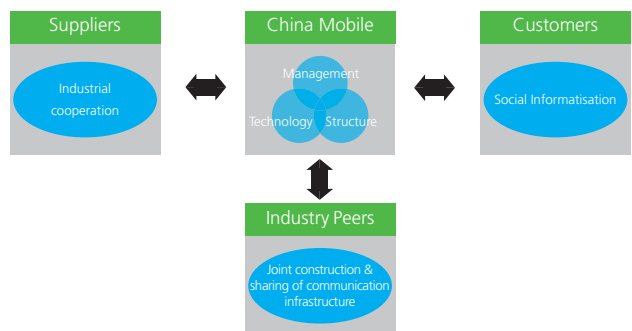 Suppliers
China Mobile
Customers
Industrial
cooperation
Management
Technology
Structure
Social Informatisation
Industry Peers
Joint construction &
sharing of communication
infrastructure